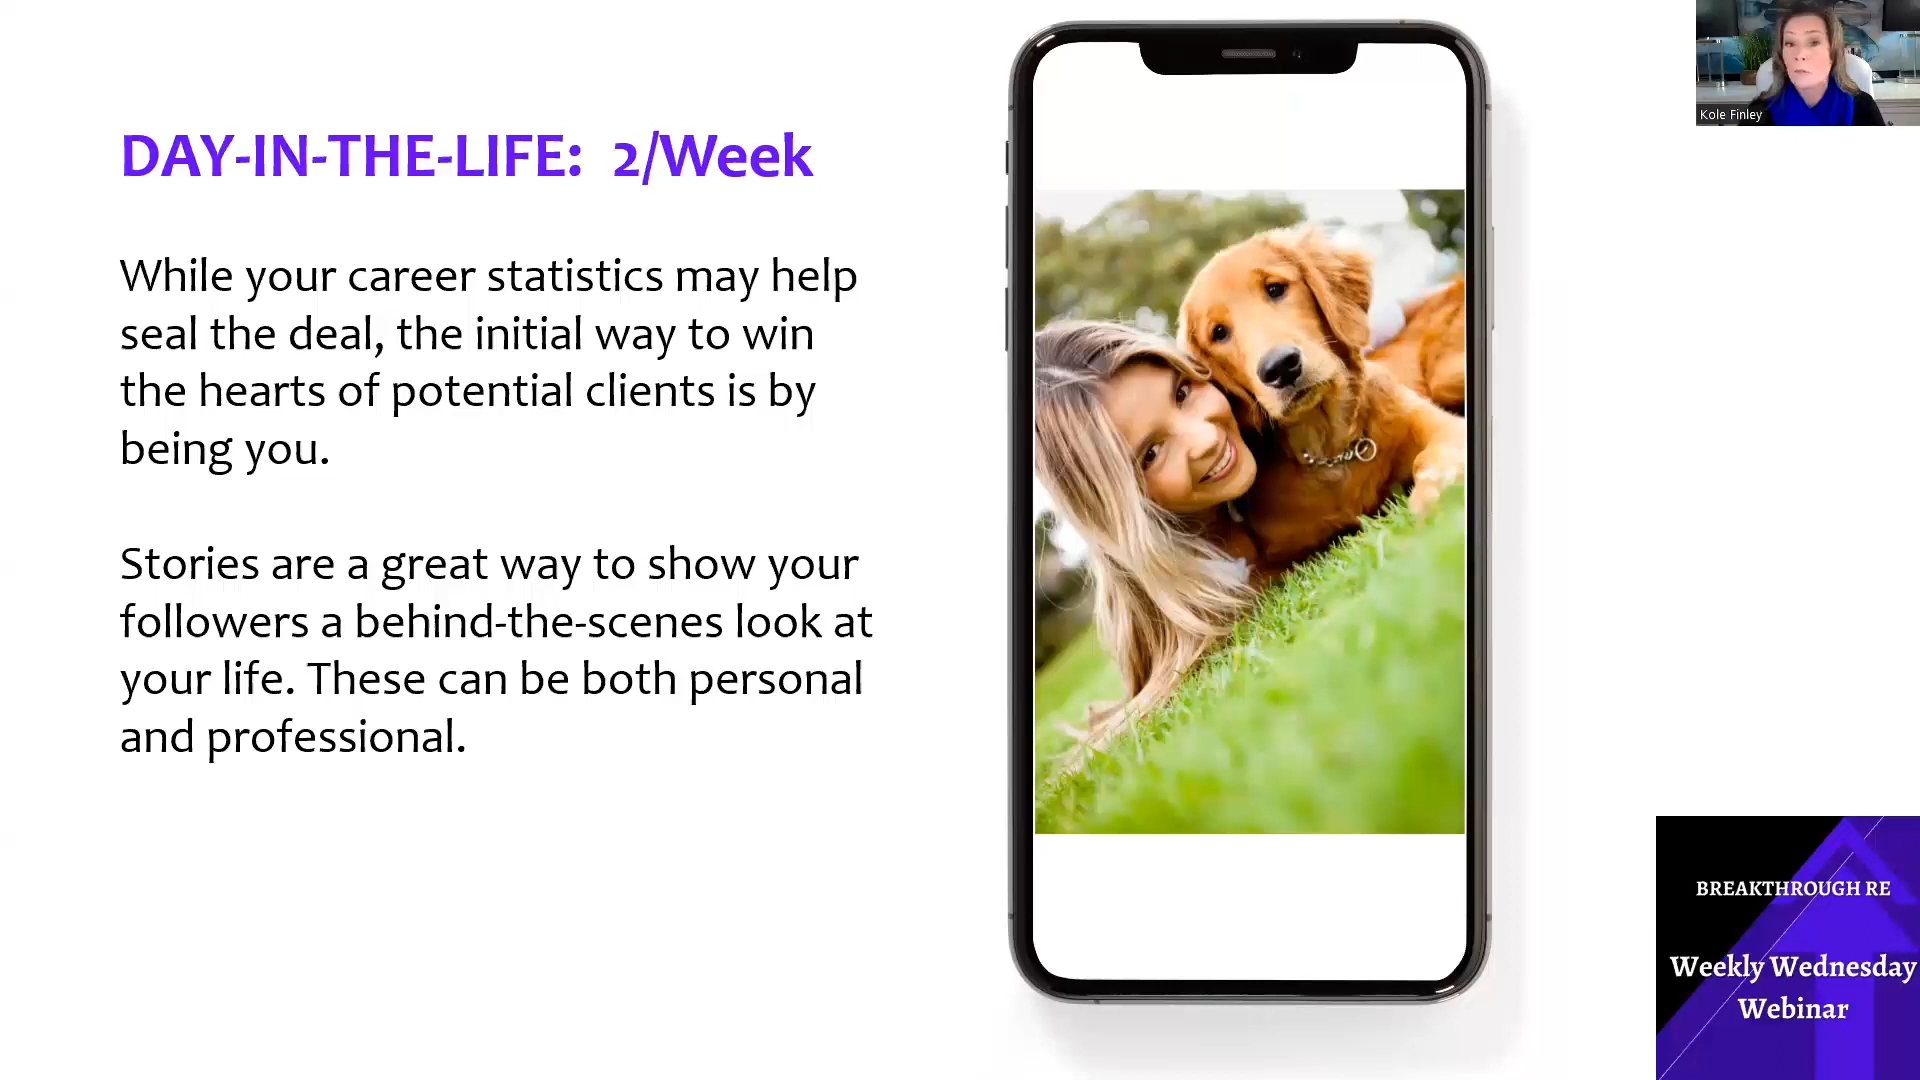 DAY-IN-THE-LIFE: 2/Week
While your career statistics may help
seal the deal, the initial way to win
the hearts of potential clients is by
being you.
Stories are a great way to show your
followers a behind-the-scenes look at
your life. These can be both personal
and professional.
Kole Finley
BREAKTHROUGH RE
Weekly Wednesday
Webinar